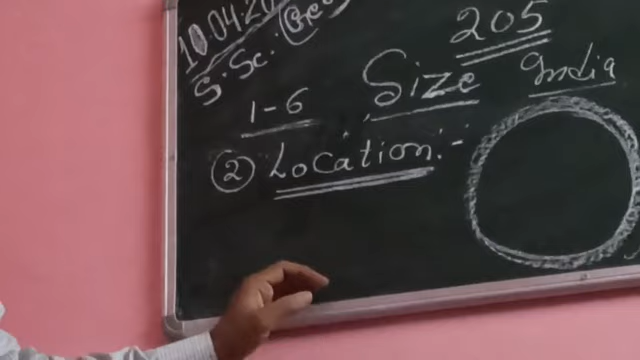 10.04.20
S.Sc. (Geo
205
Size India
1-6
② Location:-